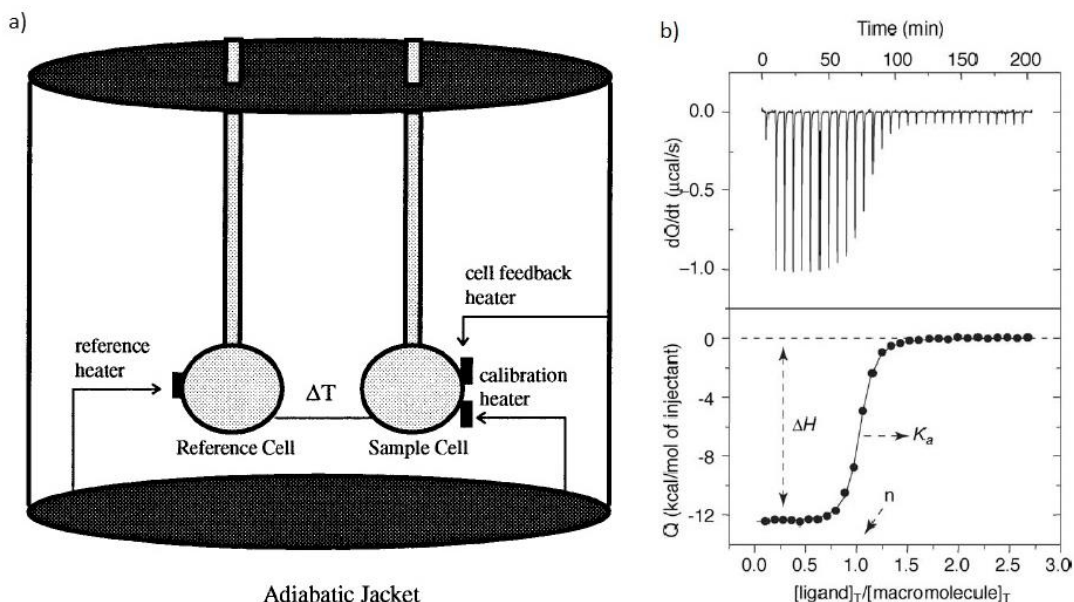 a)
reference
heater
ΔT
cell feedback
heater
calibration
heater
Reference Cell
Sample Cell
Adiabatic Jacket
b)
Time (min)
0 50 100 150 200
0.0
−0.5
−1.0
dQ/dt (μcal/s)
0
-4
-8
-12
Q (kcal/mol of injectant)
ΔH
Kₐ
n
0.0 0.5 1.0 1.5 2.0 2.5 3.0
[ligand]T/[macromolecule]T